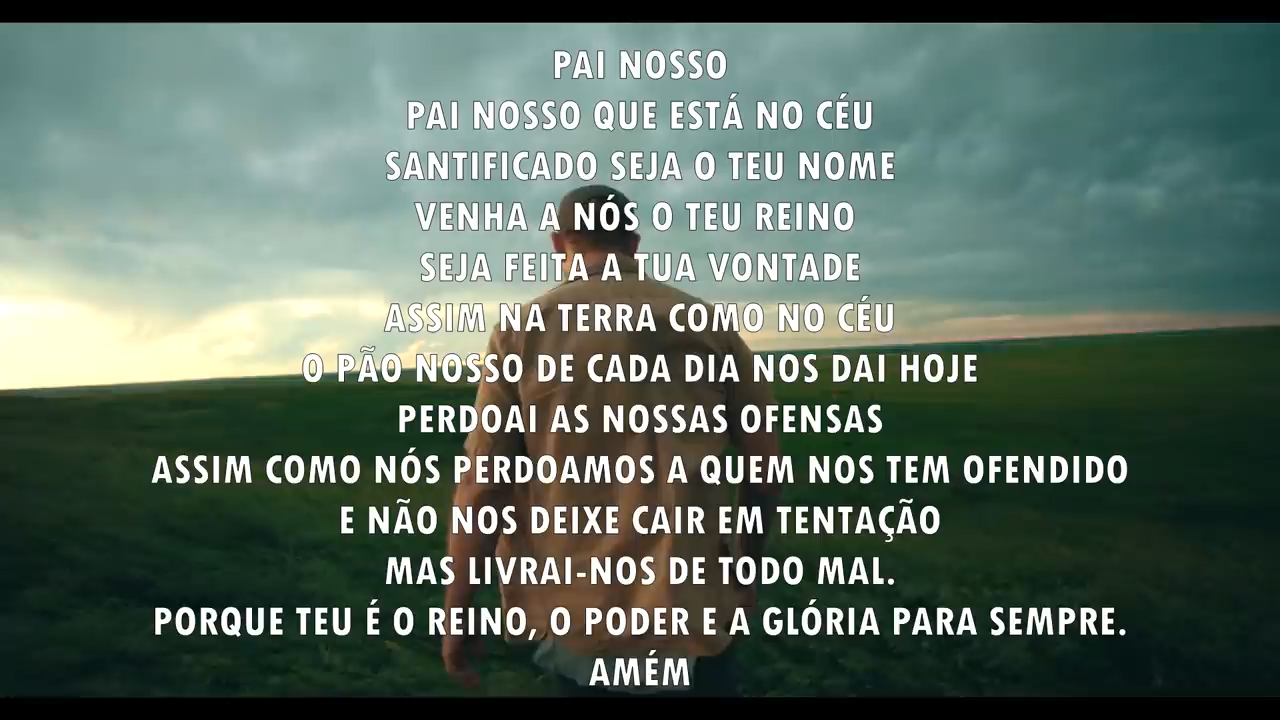 PAI NOSSO
PAI NOSSO QUE ESTÁ NO CÉU
SANTIFICADO SEJA O TEU NOME
VENHA A NÓS O TEU REINO
SEJA FEITA A TUA VONTADE
ASSIM NA TERRA COMO NO CÉU
O PÃO NOSSO DE CADA DIA NOS DAI HOJE
PERDOAI AS NOSSAS OFENSAS
ASSIM COMO NÓS PERDOAMOS A QUEM NOS TEM OFENDIDO
E NÃO NOS DEIXE CAIR EM TENTAÇÃO
MAS LIVRAI-NOS DE TODO MAL.
PORQUE TEU É O REINO, O PODER E A GLÓRIA PARA SEMPRE.
AMÉM